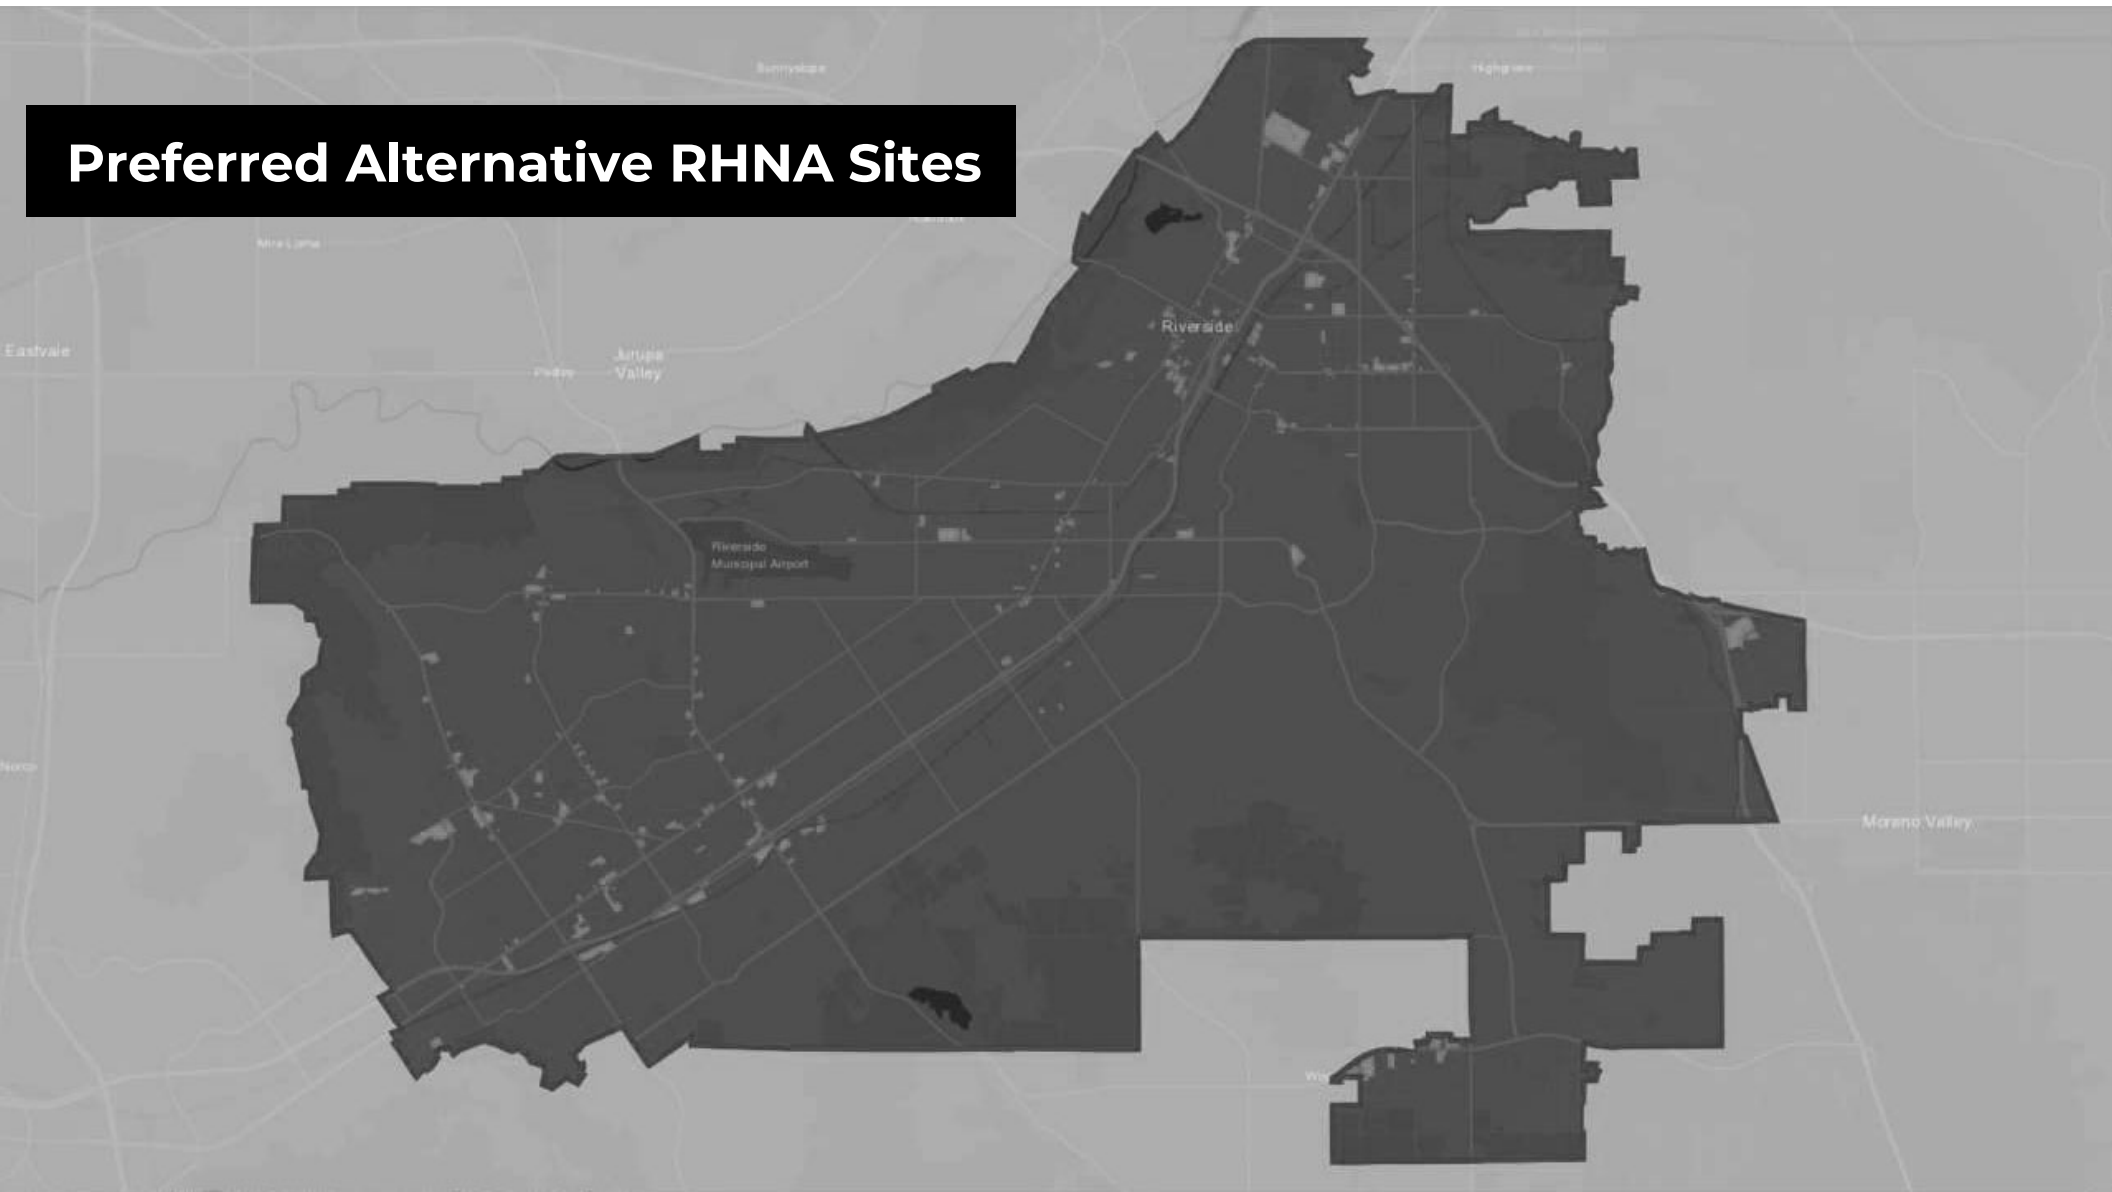 Sunnyslope
Highgrove
Preferred Alternative RHNA Sites
Mira Loma
Riverside
Eastvale
Jurupa
Valley
Pedley
Riverside
Municipal Airport
Norco
Moreno Valley